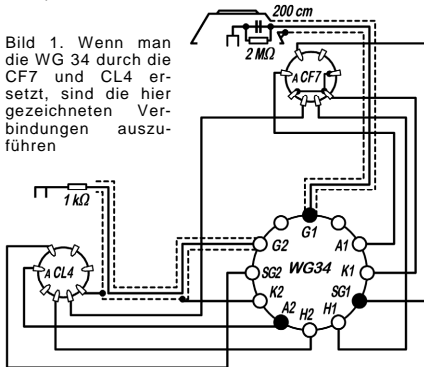 200 cm
Bild 1. Wenn man
die WG 34 durch die
CF7 und CL4 er-
setzt, sind die hier
gezeichneten Ver-
bindungen auszu-
führen
2 MΩ
A CF7
1 kΩ
G1
G2
A1
A CL4
SG2
WG34
K1
K2
SG1
A2
H2
H1